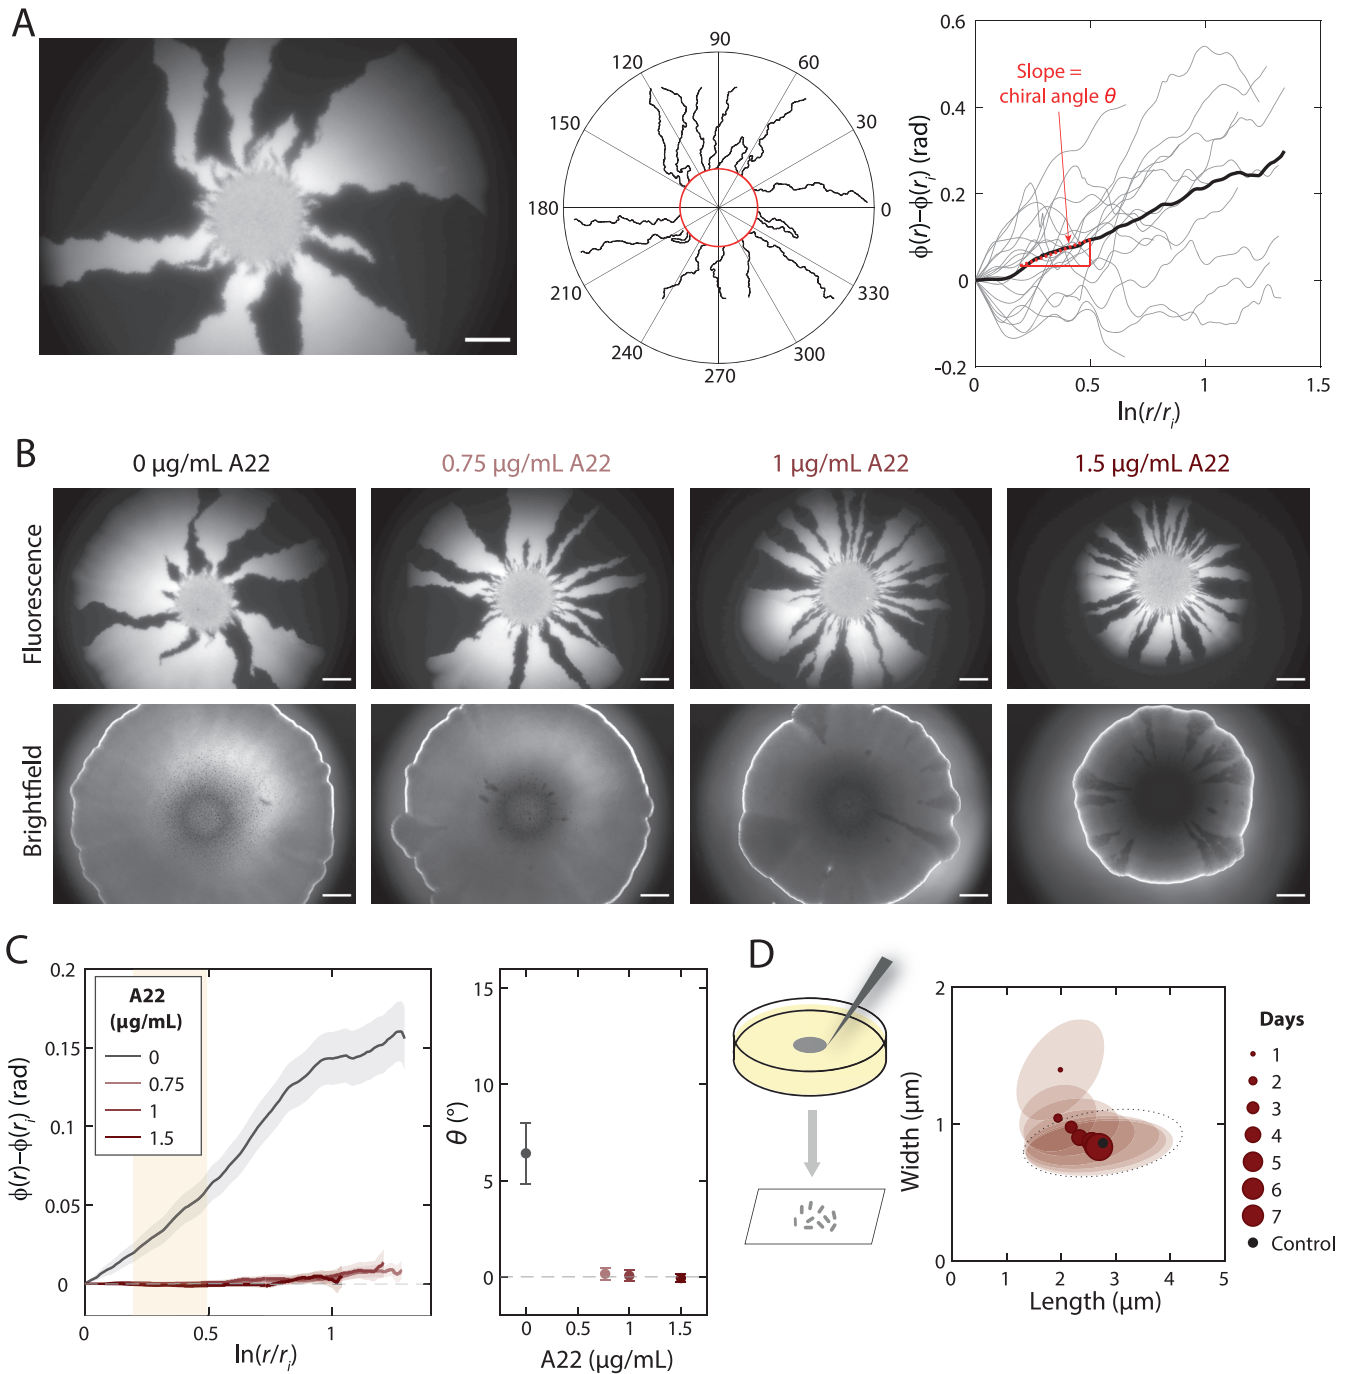 A
90
120
60
150
30
180
0
210
330
240
300
270
0.6
0.4
0.2
0
-0.2
0
0.5
1
1.5
ϕ(r)–ϕ(rᵢ) (rad)
ln(r/rᵢ)
Slope =
chiral angle θ
B
0 μg/mL A22
0.75 μg/mL A22
1 μg/mL A22
1.5 μg/mL A22
Fluorescence
Brightfield
C
0.2
0.15
0.1
0.05
0
0
0.5
1
ϕ(r)–ϕ(rᵢ) (rad)
ln(r/rᵢ)
A22
(μg/mL)
0
0.75
1
1.5
15
10
5
0
0
0.5
1
1.5
θ (°)
A22 (μg/mL)
D
2
1
0
0
1
2
3
4
5
Width (μm)
Length (μm)
Days
1
2
3
4
5
6
7
Control